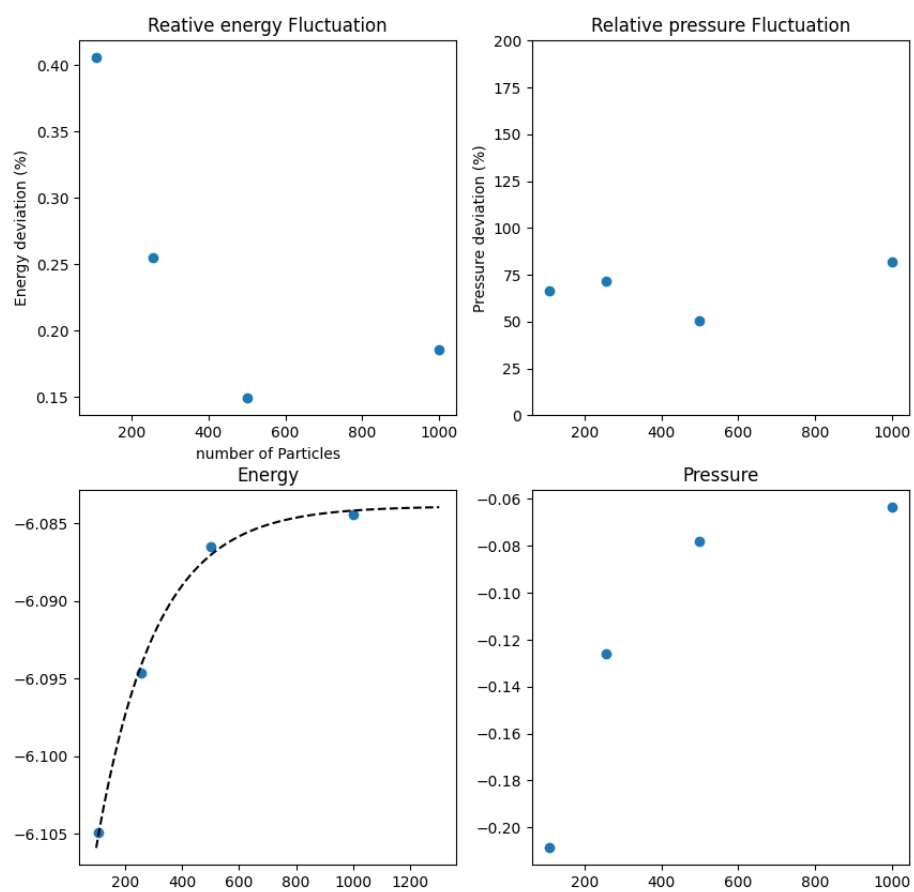 Reative energy Fluctuation
Energy deviation (%)
0.40
0.35
0.30
0.25
0.20
0.15
200 400 600 800 1000
number of Particles
Relative pressure Fluctuation
Pressure deviation (%)
200
175
150
125
100
75
50
25
0
200 400 600 800 1000
Energy
−6.085
−6.090
−6.095
−6.100
−6.105
200 400 600 800 1000 1200
Pressure
−0.06
−0.08
−0.10
−0.12
−0.14
−0.16
−0.18
−0.20
200 400 600 800 1000